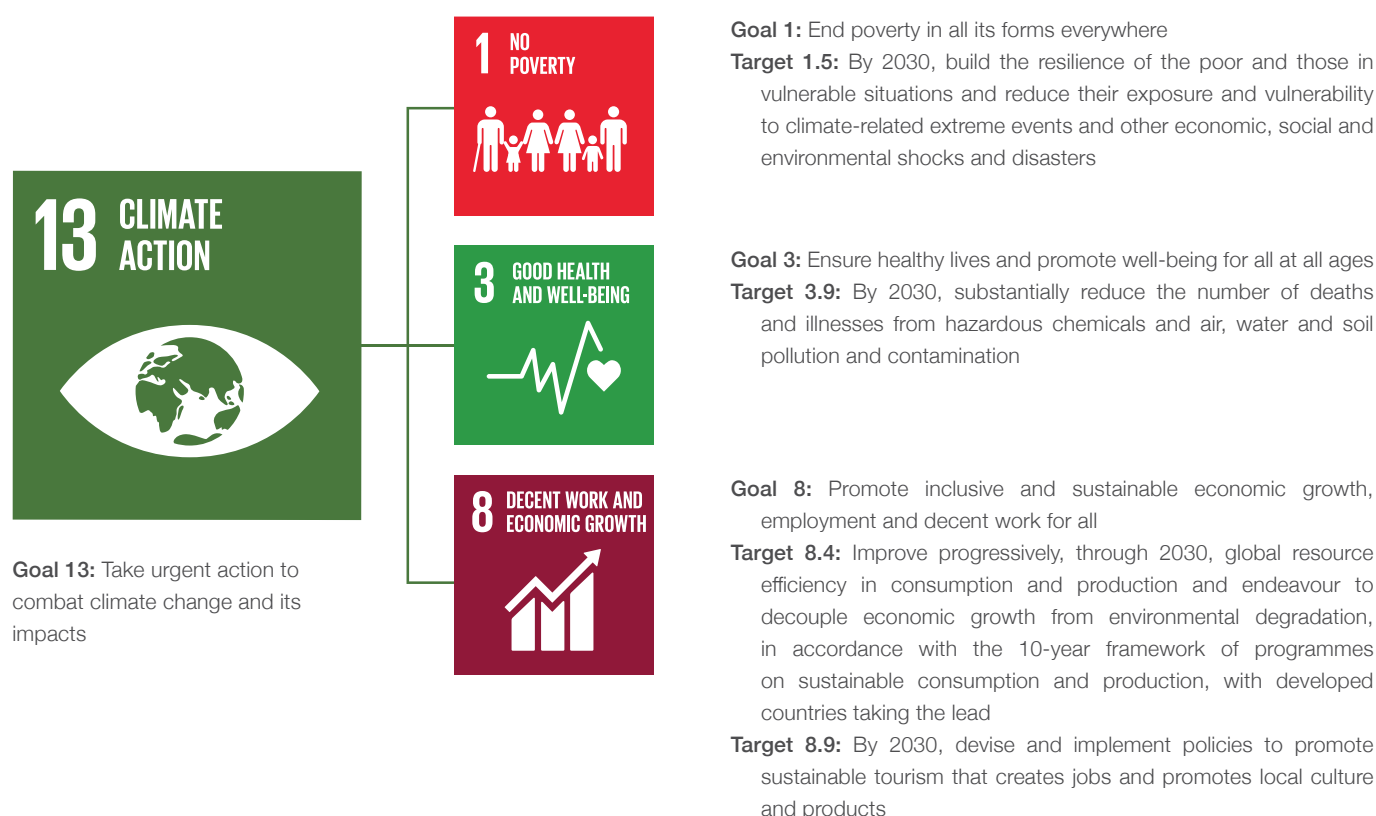 13 CLIMATE
ACTION
Goal 13: Take urgent action to
combat climate change and its
impacts
1 NO
POVERTY
Goal 1: End poverty in all its forms everywhere
Target 1.5: By 2030, build the resilience of the poor and those in
vulnerable situations and reduce their exposure and vulnerability
to climate-related extreme events and other economic, social and
environmental shocks and disasters
3 GOOD HEALTH
AND WELL-BEING
Goal 3: Ensure healthy lives and promote well-being for all at all ages
Target 3.9: By 2030, substantially reduce the number of deaths
and illnesses from hazardous chemicals and air, water and soil
pollution and contamination
8 DECENT WORK AND
ECONOMIC GROWTH
Goal 8: Promote inclusive and sustainable economic growth,
employment and decent work for all
Target 8.4: Improve progressively, through 2030, global resource
efficiency in consumption and production and endeavour to
decouple economic growth from environmental degradation,
in accordance with the 10-year framework of programmes
on sustainable consumption and production, with developed
countries taking the lead
Target 8.9: By 2030, devise and implement policies to promote
sustainable tourism that creates jobs and promotes local culture
and products